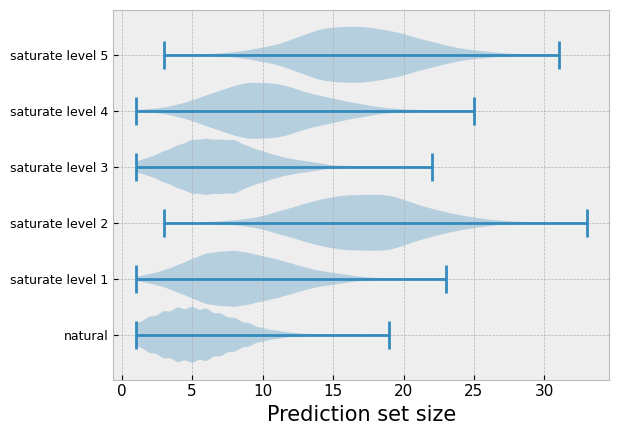 saturate level 5
saturate level 4
saturate level 3
saturate level 2
saturate level 1
natural
0 5 10 15 20 25 30
Prediction set size